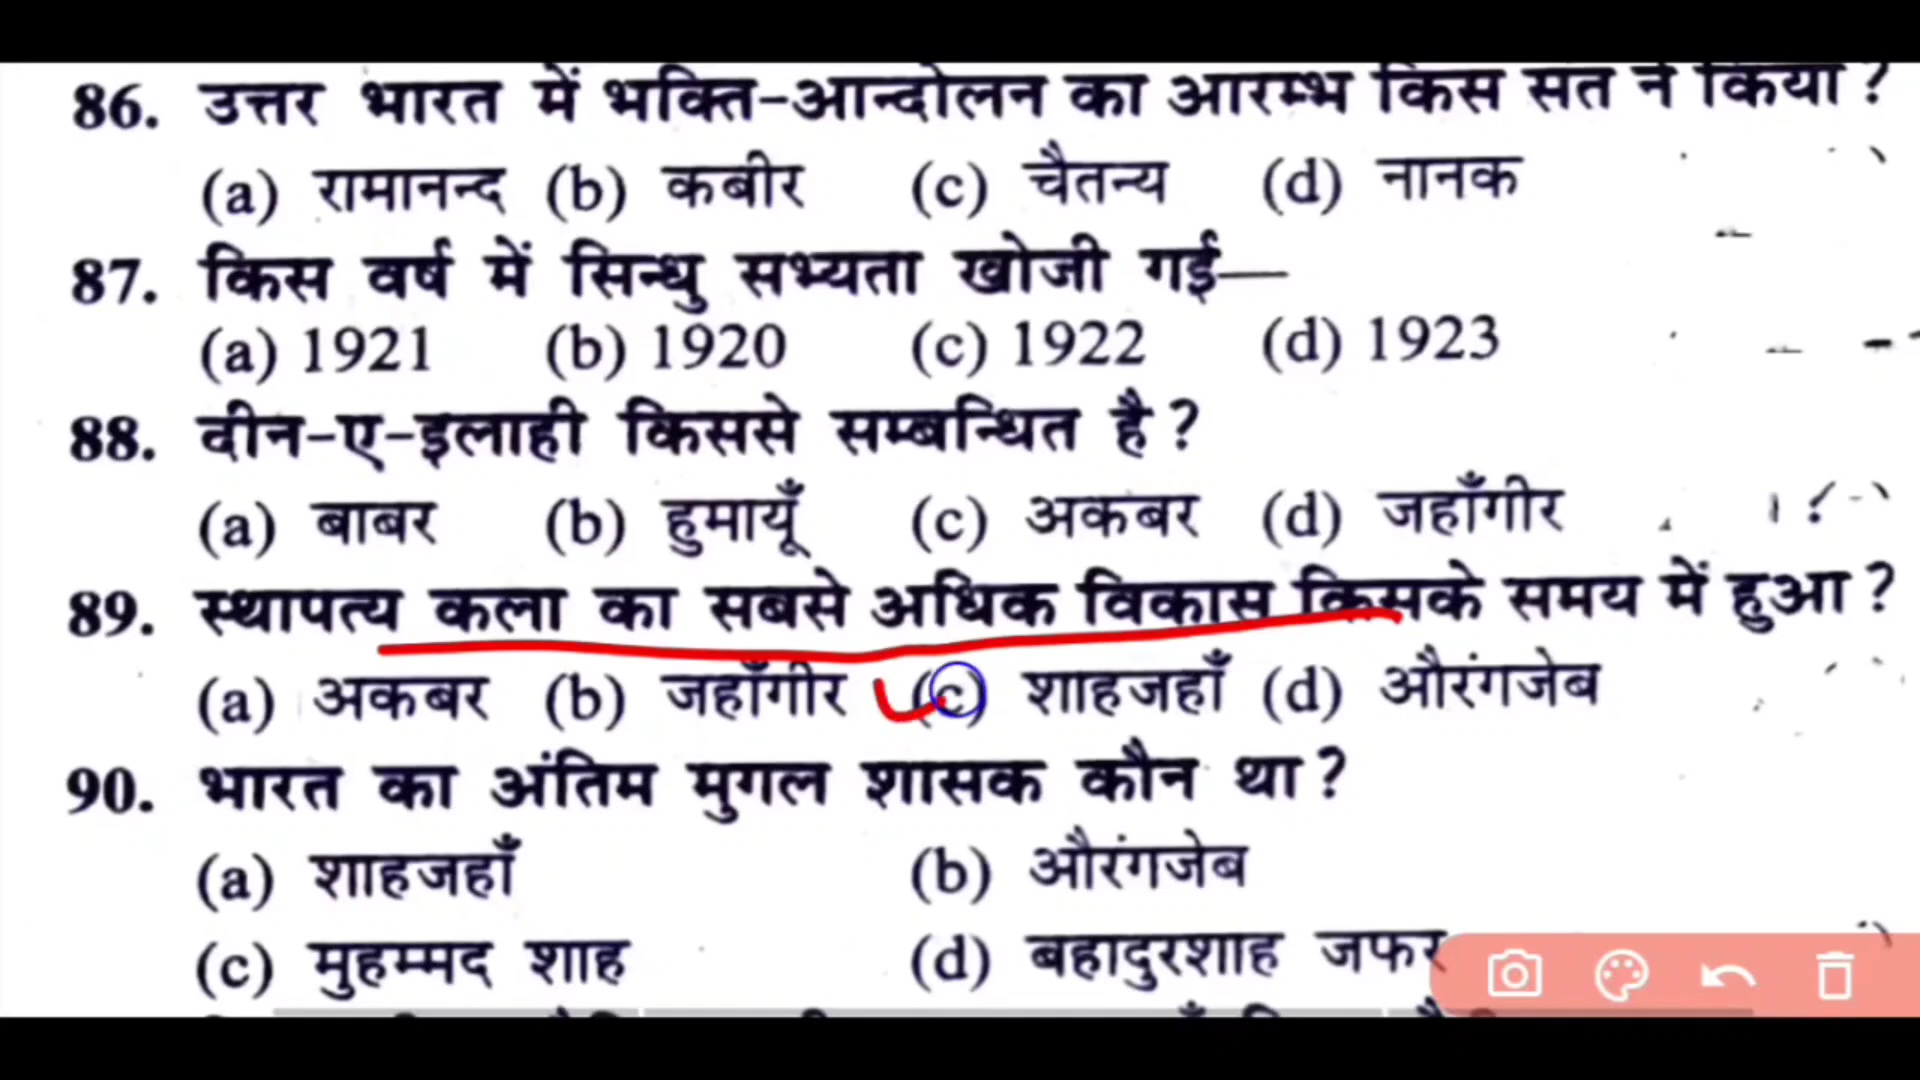 86. उत्तर भारत में भक्ति-आन्दोलन का आरम्भ किस संत ने किया ?
(a) रामानन्द (b) कबीर (c) चैतन्य (d) नानक
87. किस वर्ष में सिन्धु सभ्यता खोजी गई—
(a) 1921 (b) 1920 (c) 1922 (d) 1923
88. दीन-ए-इलाही किससे सम्बन्धित है ?
(a) बाबर (b) हुमायूँ (c) अकबर (d) जहाँगीर
89. स्थापत्य कला का सबसे अधिक विकास किसके समय में हुआ ?
(a) अकबर (b) जहाँगीर (c) शाहजहाँ (d) औरंगजेब
90. भारत का अंतिम मुगल शासक कौन था ?
(a) शाहजहाँ (b) औरंगजेब
(c) मुहम्मद शाह (d) बहादुरशाह जफर